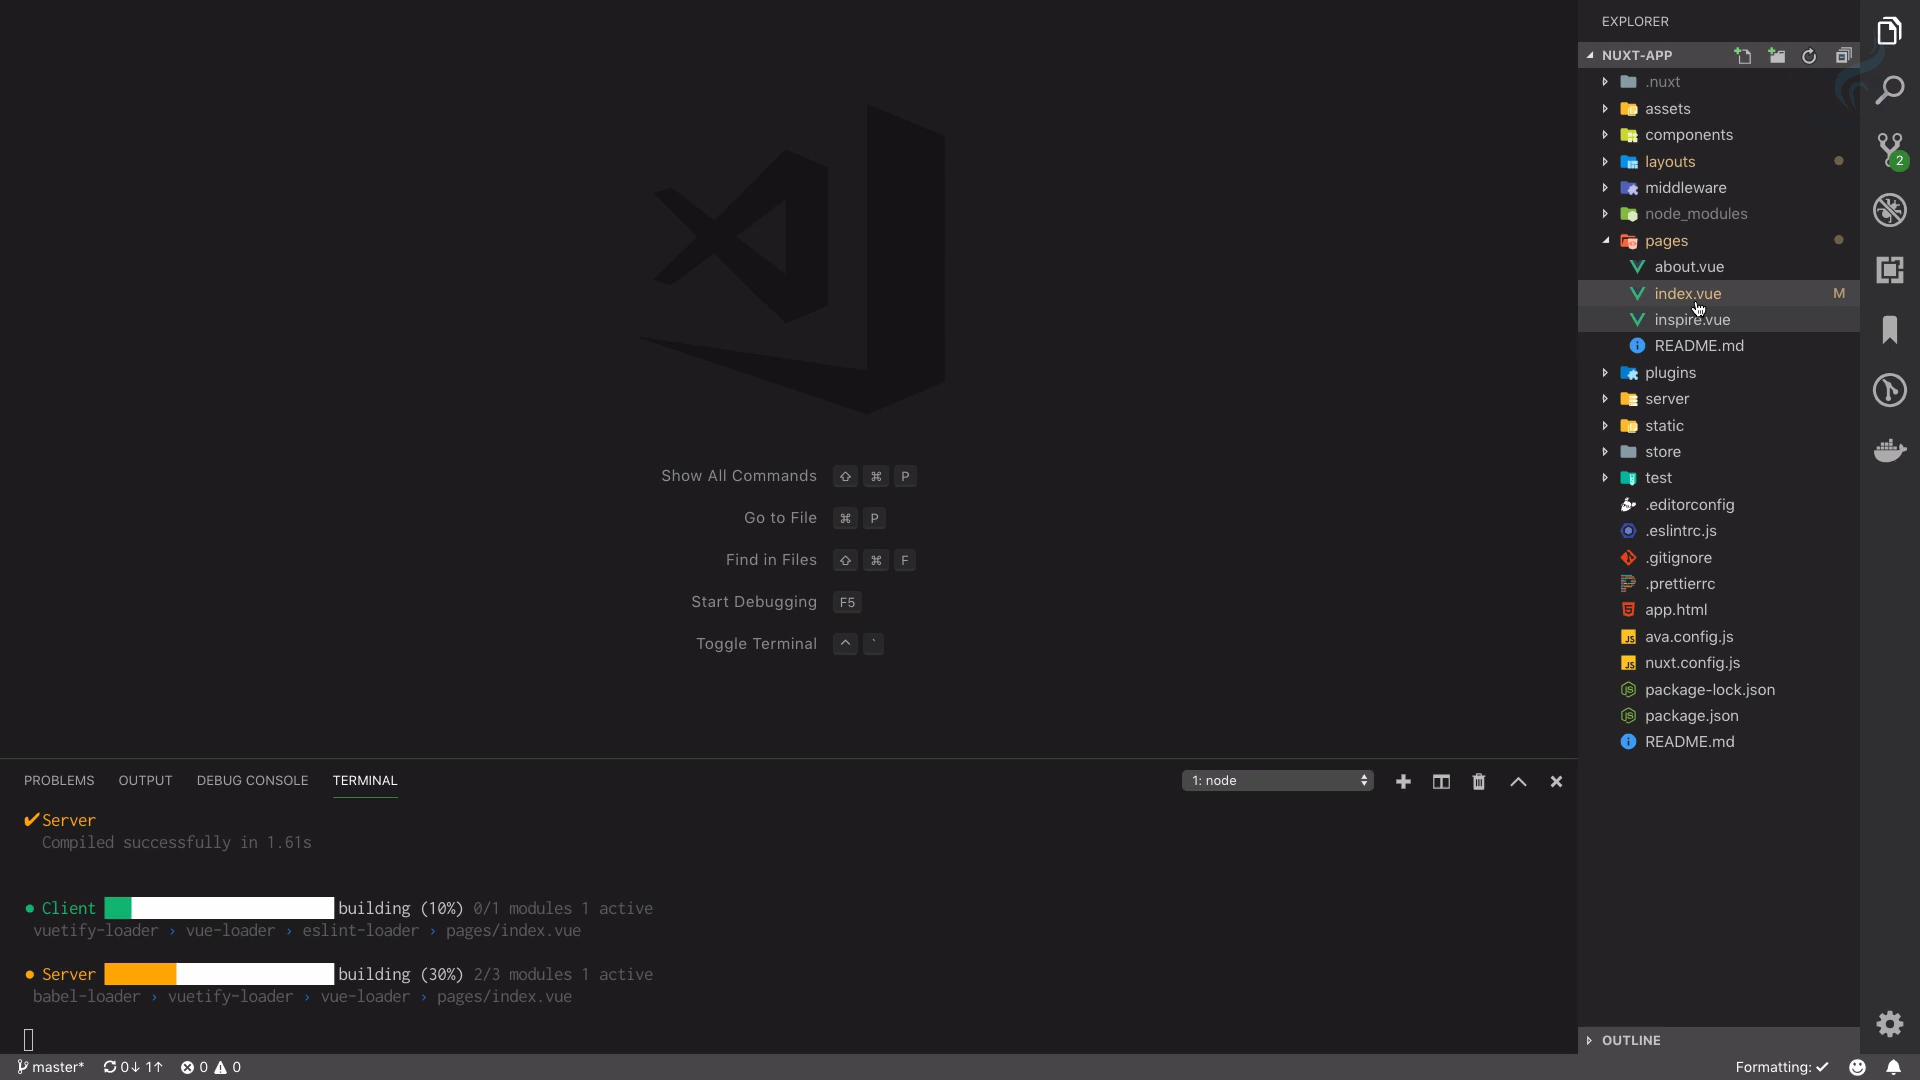 EXPLORER
NUXT-APP
.nuxt
assets
components
layouts
middleware
node_modules
pages
about.vue
index.vue M
inspire.vue
README.md
plugins
server
static
store
test
.editorconfig
.eslintrc.js
.gitignore
.prettierrc
app.html
ava.config.js
nuxt.config.js
package-lock.json
package.json
README.md
OUTLINE
2
Show All Commands ⇧ ⌘ P
Go to File ⌘ P
Find in Files ⇧ ⌘ F
Start Debugging F5
Toggle Terminal ^ `
PROBLEMS OUTPUT DEBUG CONSOLE TERMINAL 1: node
✔Server
Compiled successfully in 1.61s
● Client building (10%) 0/1 modules 1 active
vuetify-loader › vue-loader › eslint-loader › pages/index.vue
● Server building (30%) 2/3 modules 1 active
babel-loader › vuetify-loader › vue-loader › pages/index.vue
master* 0↓ 1↑ 0 0 Formatting: ✓